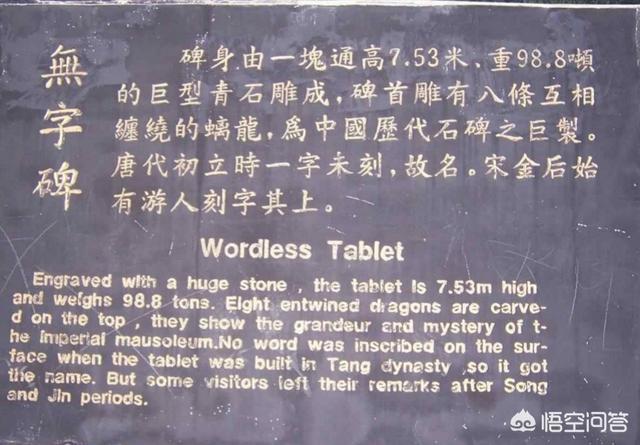 無字碑
碑身由一塊通高7.53米、重98.8噸
的巨型青石雕成，碑首雕有八條互相
纏繞的螭龍，爲中國歷代石碑之巨製。
唐代初立時一字未刻，故名。宋金后始
有游人刻字其上。
Wordless Tablet
Engraved with a huge stone , the tablet is 7.53m high
and weighs 98.8 tons. Eight entwined dragons are carve-
d on the top , they show the grandeur and mystery of t-
he imperial mausoleum.No word was inscribed on the sur-
face when the tablet was built in Tang dynasty ,so it got
the name. But some visitors left their remarks after Song
and Jin periods.
悟空问答